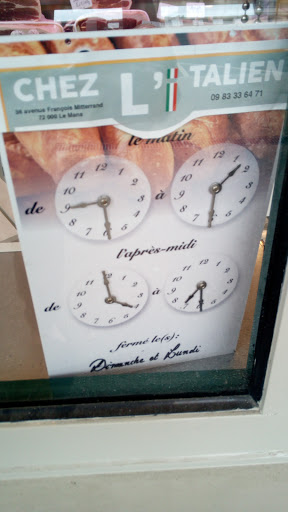 CHEZ L'ITALIEN
36 avenue François Mitterrand
72 000 Le Mans
09 83 33 64 71
le matin
de à
l'après-midi
de à
fermé le(s):
Dimanche et Lundi